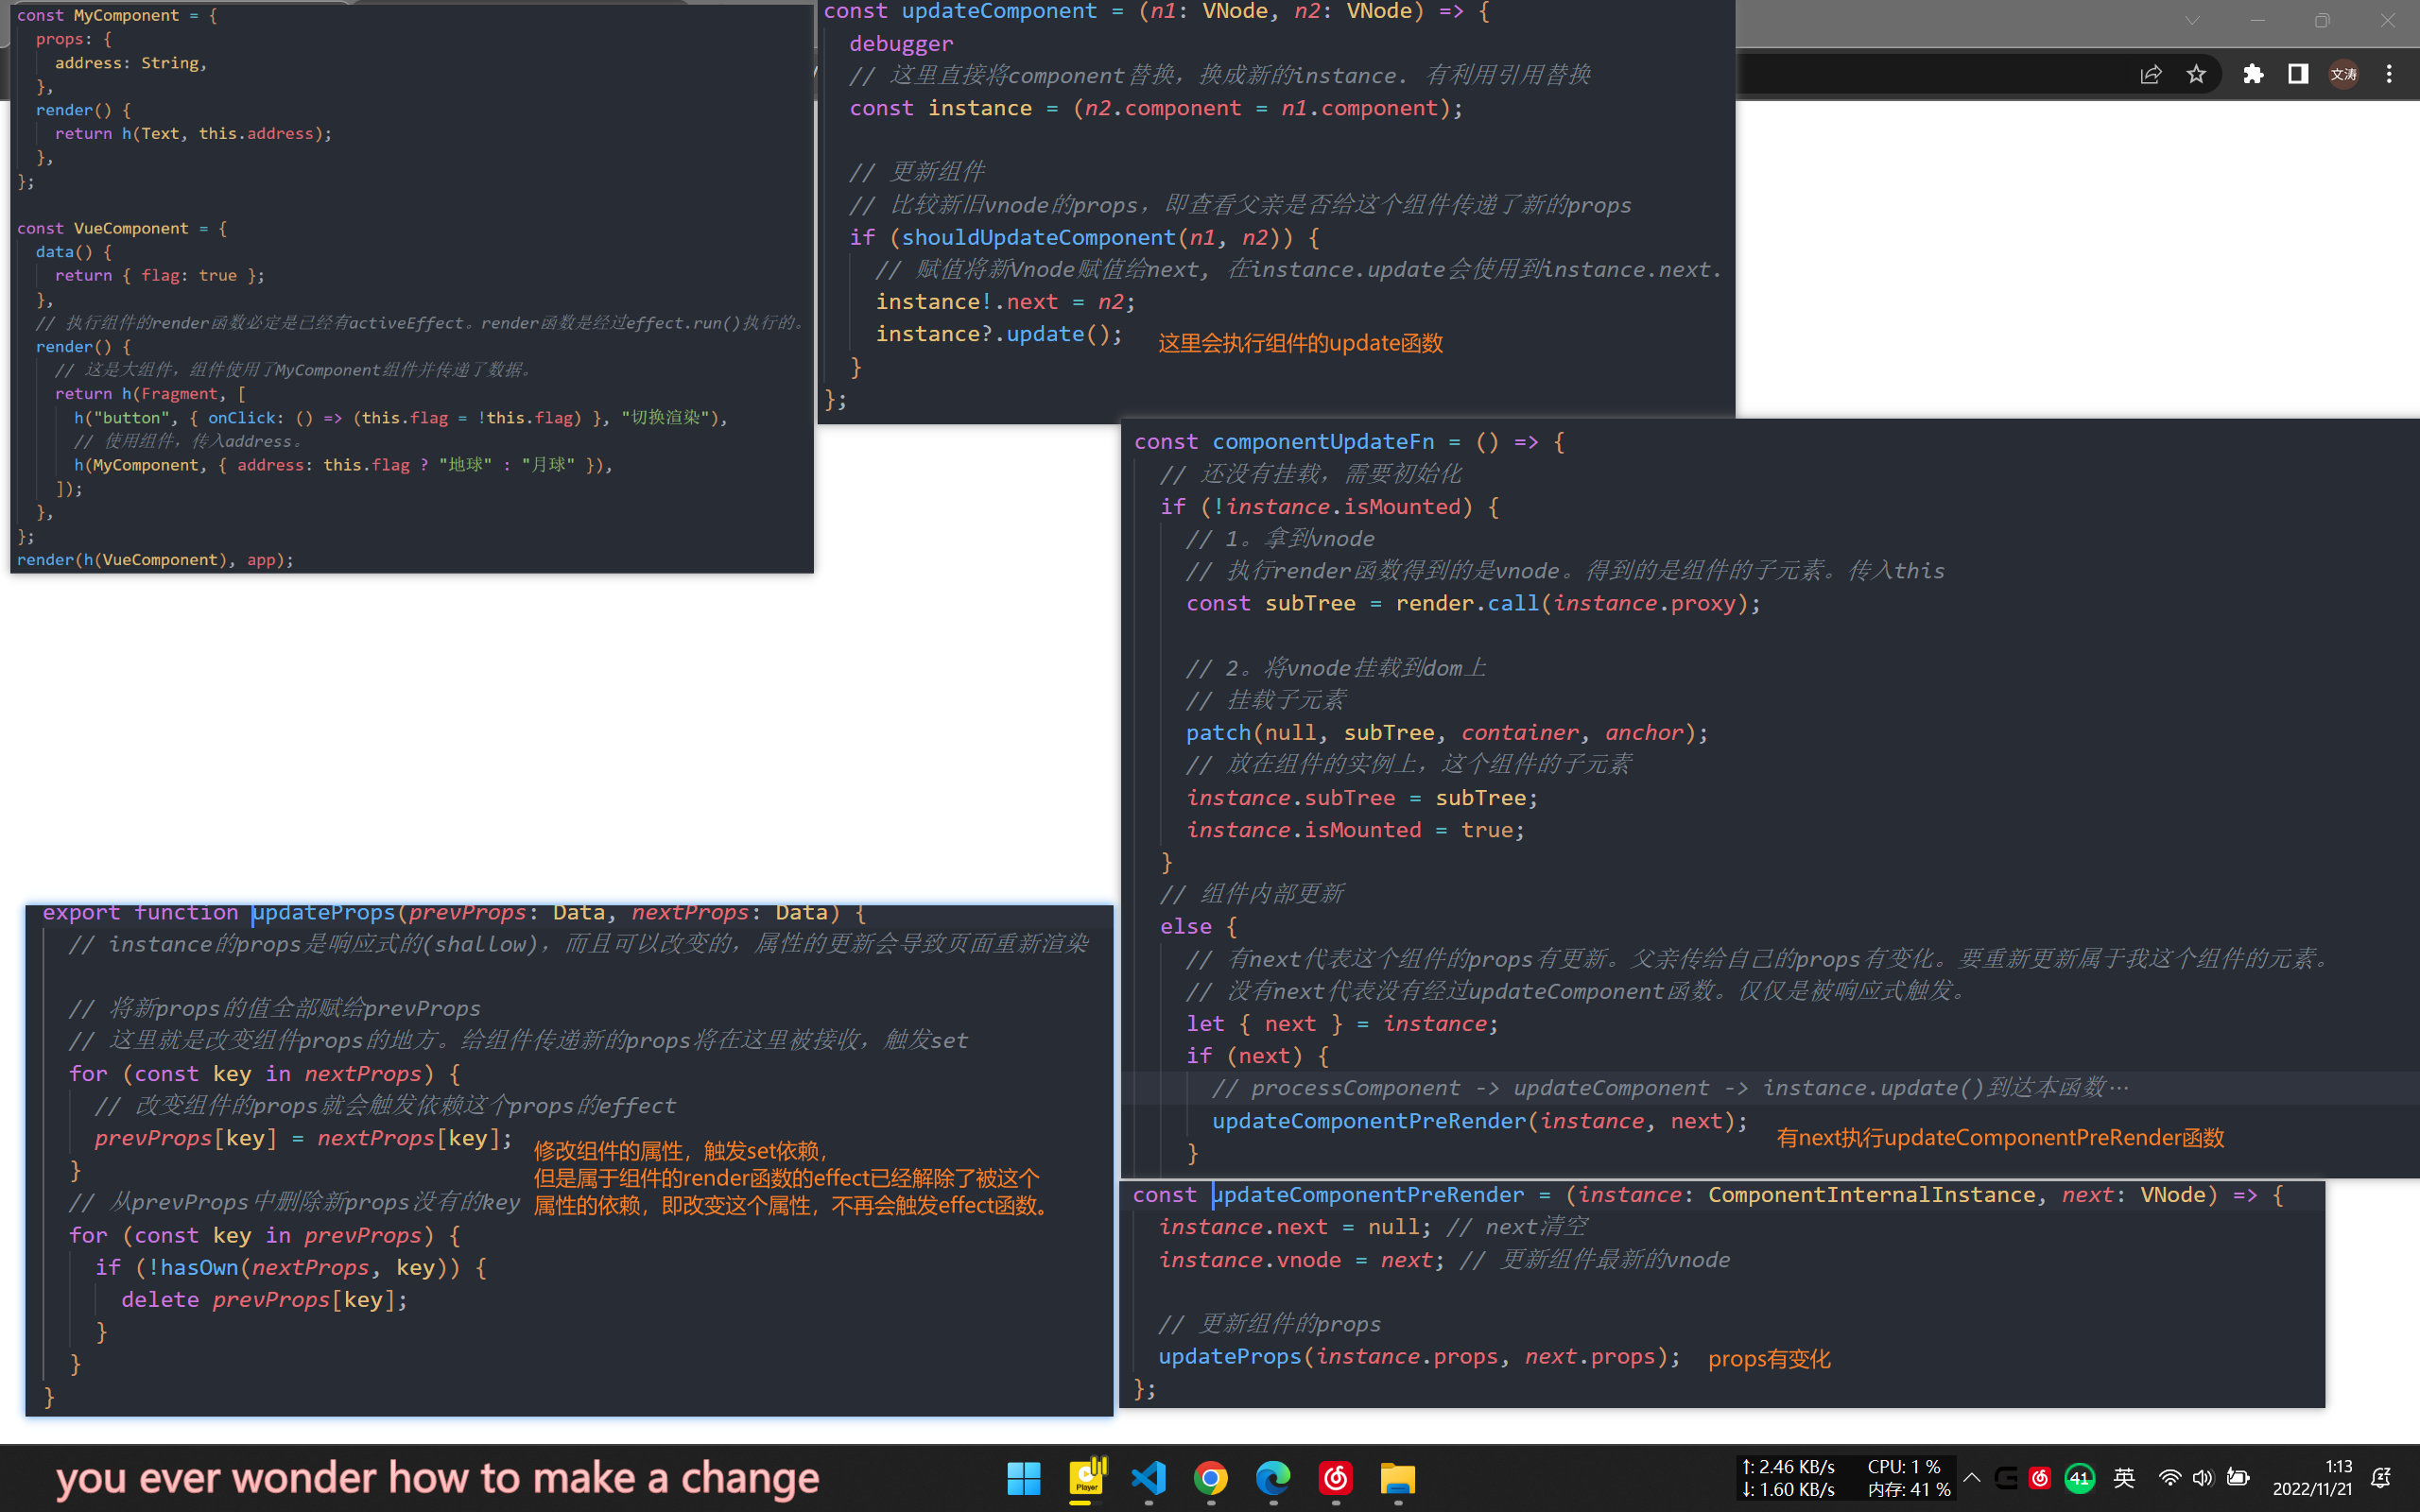 const MyComponent = {
  props: {
    address: String,
  },
  render() {
    return h(Text, this.address);
  },
};
const VueComponent = {
  data() {
    return { flag: true };
  },
  // 执行组件的render函数必定是已经有activeEffect。render函数是经过effect.run()执行的。
  render() {
    // 这是大组件，组件使用了MyComponent组件并传递了数据。
    return h(Fragment, [
      h("button", { onClick: () => (this.flag = !this.flag) }, "切换渲染"),
      // 使用组件，传入address。
      h(MyComponent, { address: this.flag ? "地球" : "月球" }),
    ]);
  },
};
render(h(VueComponent), app);
const updateComponent = (n1: VNode, n2: VNode) => {
  debugger
  // 这里直接将component替换，换成新的instance. 有利用引用替换
  const instance = (n2.component = n1.component);
  // 更新组件
  // 比较新旧vnode的props，即查看父亲是否给这个组件传递了新的props
  if (shouldUpdateComponent(n1, n2)) {
    // 赋值将新Vnode赋值给next, 在instance.update会使用到instance.next.
    instance!.next = n2;
    instance?.update();
这里会执行组件的update函数
  }
};
文涛
const componentUpdateFn = () => {
  // 还没有挂载，需要初始化
  if (!instance.isMounted) {
    // 1。拿到vnode
    // 执行render函数得到的是vnode。得到的是组件的子元素。传入this
    const subTree = render.call(instance.proxy);
    // 2。将vnode挂载到dom上
    // 挂载子元素
    patch(null, subTree, container, anchor);
    // 放在组件的实例上，这个组件的子元素
    instance.subTree = subTree;
    instance.isMounted = true;
  }
  // 组件内部更新
  else {
    // 有next代表这个组件的props有更新。父亲传给自己的props有变化。要重新更新属于我这个组件的元素。
    // 没有next代表没有经过updateComponent函数。仅仅是被响应式触发。
    let { next } = instance;
    if (next) {
      // processComponent -> updateComponent -> instance.update()到达本函数…
      updateComponentPreRender(instance, next);
有next执行updateComponentPreRender函数
    }
export function updateProps(prevProps: Data, nextProps: Data) {
  // instance的props是响应式的(shallow)，而且可以改变的，属性的更新会导致页面重新渲染
  // 将新props的值全部赋给prevProps
  // 这里就是改变组件props的地方。给组件传递新的props将在这里被接收，触发set
  for (const key in nextProps) {
    // 改变组件的props就会触发依赖这个props的effect
    prevProps[key] = nextProps[key];
修改组件的属性，触发set依赖，
但是属于组件的render函数的effect已经解除了被这个
属性的依赖，即改变这个属性，不再会触发effect函数。
  }
  // 从prevProps中删除新props没有的key
  for (const key in prevProps) {
    if (!hasOwn(nextProps, key)) {
      delete prevProps[key];
    }
  }
}
const updateComponentPreRender = (instance: ComponentInternalInstance, next: VNode) => {
  instance.next = null; // next清空
  instance.vnode = next; // 更新组件最新的vnode
  // 更新组件的props
  updateProps(instance.props, next.props);
props有变化
};
you ever wonder how to make a change
Player
↑: 2.46 KB/s CPU: 1 %
↓: 1.60 KB/s 内存: 41 %
41
英
1:13
2022/11/21